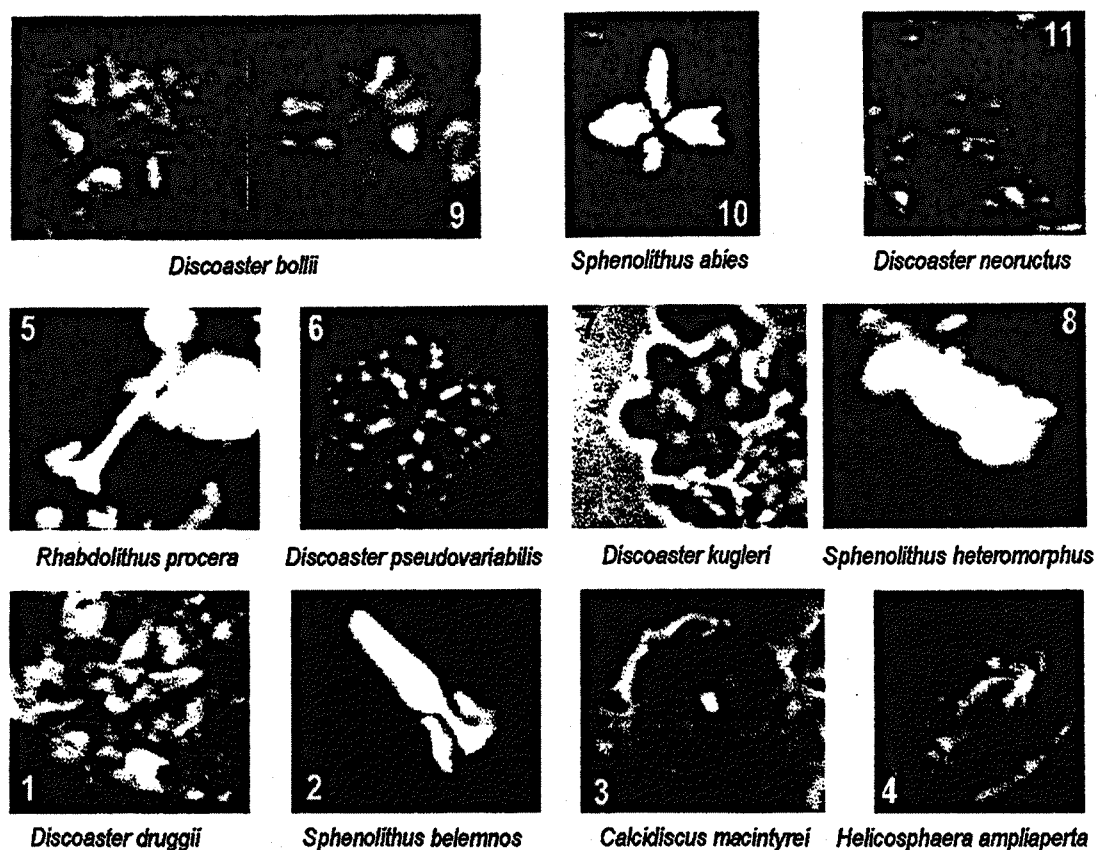 9 10 11
Discoaster bollii Sphenolithus abies Discoaster neoructus
5 6 7 8
Rhabdolithus procera Discoaster pseudovariabilis Discoaster kugleri Sphenolithus heteromorphus
1 2 3 4
Discoaster druggii Sphenolithus belemnos Calcidiscus macintyrei Helicosphaera ampliaperta